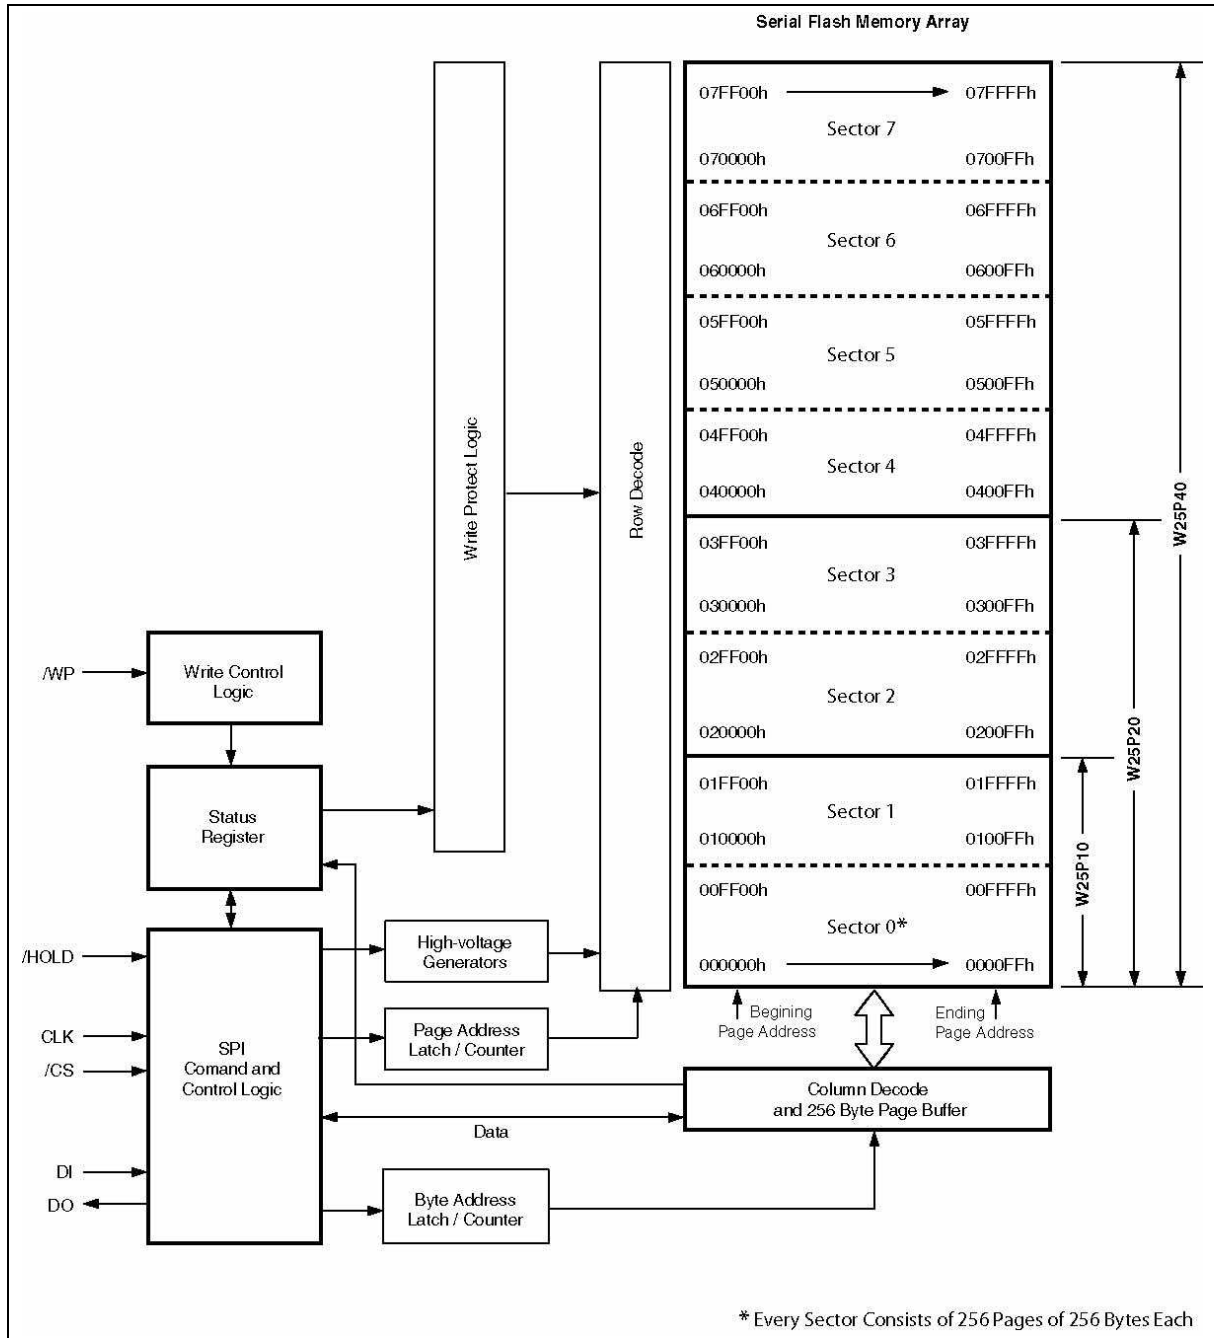 Serial Flash Memory Array
07FF00h 07FFFFh
Sector 7
070000h 0700FFh
06FF00h 06FFFFh
Sector 6
060000h 0600FFh
05FF00h 05FFFFh
Sector 5
050000h 0500FFh
04FF00h 04FFFFh
Sector 4
040000h 0400FFh
03FF00h 03FFFFh
Sector 3
030000h 0300FFh
02FF00h 02FFFFh
Sector 2
020000h 0200FFh
01FF00h 01FFFFh
Sector 1
010000h 0100FFh
00FF00h 00FFFFh
Sector 0*
000000h 0000FFh
W25P10
W25P20
W25P40
Begining
Page Address
Ending
Page Address
Write Protect Logic
Row Decode
/WP
Write Control
Logic
Status
Register
/HOLD
CLK
/CS
DI
DO
SPI
Comand and
Control Logic
High-voltage
Generators
Page Address
Latch / Counter
Column Decode
and 256 Byte Page Buffer
Data
Byte Address
Latch / Counter
* Every Sector Consists of 256 Pages of 256 Bytes Each